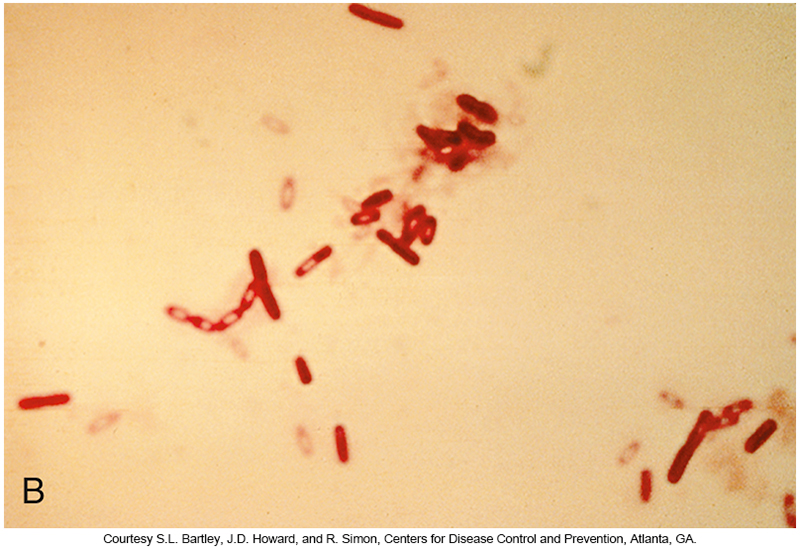 B
Courtesy S.L. Bartley, J.D. Howard, and R. Simon, Centers for Disease Control and Prevention, Atlanta, GA.